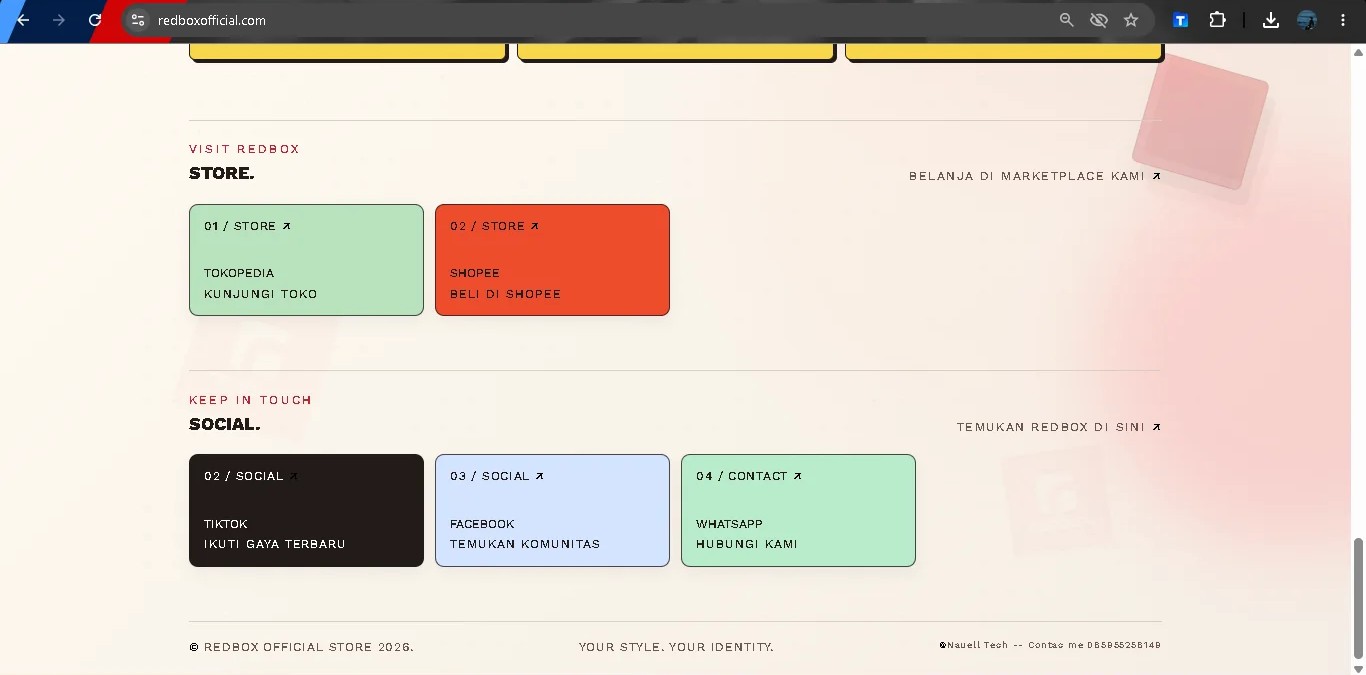 redboxofficial.com
VISIT REDBOX
STORE.
BELANJA DI MARKETPLACE KAMI ↗
01 / STORE ↗
TOKOPEDIA
KUNJUNGI TOKO
02 / STORE ↗
SHOPEE
BELI DI SHOPEE
KEEP IN TOUCH
SOCIAL.
TEMUKAN REDBOX DI SINI ↗
02 / SOCIAL ↗
TIKTOK
IKUTI GAYA TERBARU
03 / SOCIAL ↗
FACEBOOK
TEMUKAN KOMUNITAS
04 / CONTACT ↗
WHATSAPP
HUBUNGI KAMI
© REDBOX OFFICIAL STORE 2026.
YOUR STYLE. YOUR IDENTITY.
Nauell Tech -- Contac me